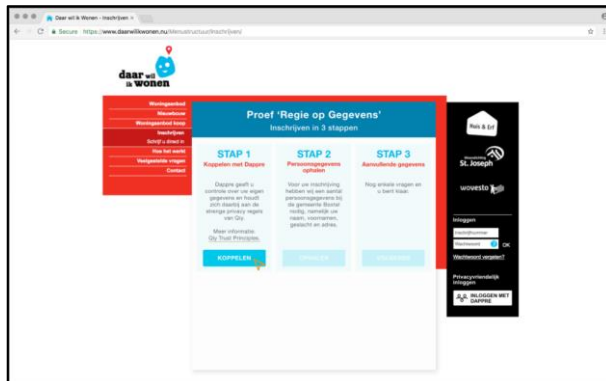 Daar wil ik Wonen - Inschrijven
Secure https://www.daarwilikwonen.nu/Menustructuur/Inschrijven/
daar wil
ik wonen
Woningaanbod
Nieuwbouw
Woningaanbod koop
Inschrijven
Schrijf u direct in
Hoe het werkt
Veelgestelde vragen
Contact
Proef 'Regie op Gegevens'
Inschrijven in 3 stappen
STAP 1
Koppelen met Dappre
Dappre geeft u
controle over uw eigen
gegevens en houdt
zich daarbij aan de
strenge privacy regels
van Qiy.
Meer informatie:
Qiy Trust Principles.
KOPPELEN
STAP 2
Persoonsgegevens
ophalen
Voor uw inschrijving
hebben wij een aantal
persoonsgegevens bij
de gemeente Boxtel
nodig, namelijk uw
naam, voornamen,
geslacht en adres.
OPHALEN
STAP 3
Aanvullende gegevens
Nog enkele vragen en
u bent klaar.
Huis & Erf
St. Joseph
wovesto
Inloggen
Wachtwoord
OK
Wachtwoord vergeten?
Privacyvriendelijk
inloggen
INLOGGEN MET
DAPPRE